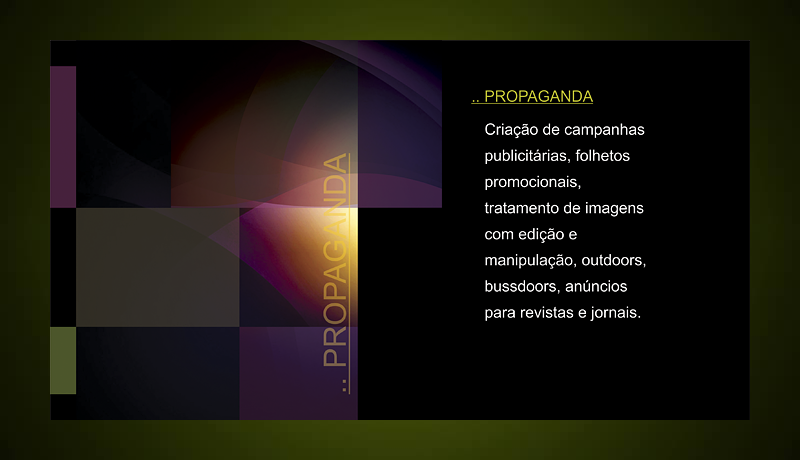 .. PROPAGANDA
.. PROPAGANDA
Criação de campanhas
publicitárias, folhetos
promocionais,
tratamento de imagens
com edição e
manipulação, outdoors,
bussdoors, anúncios
para revistas e jornais.